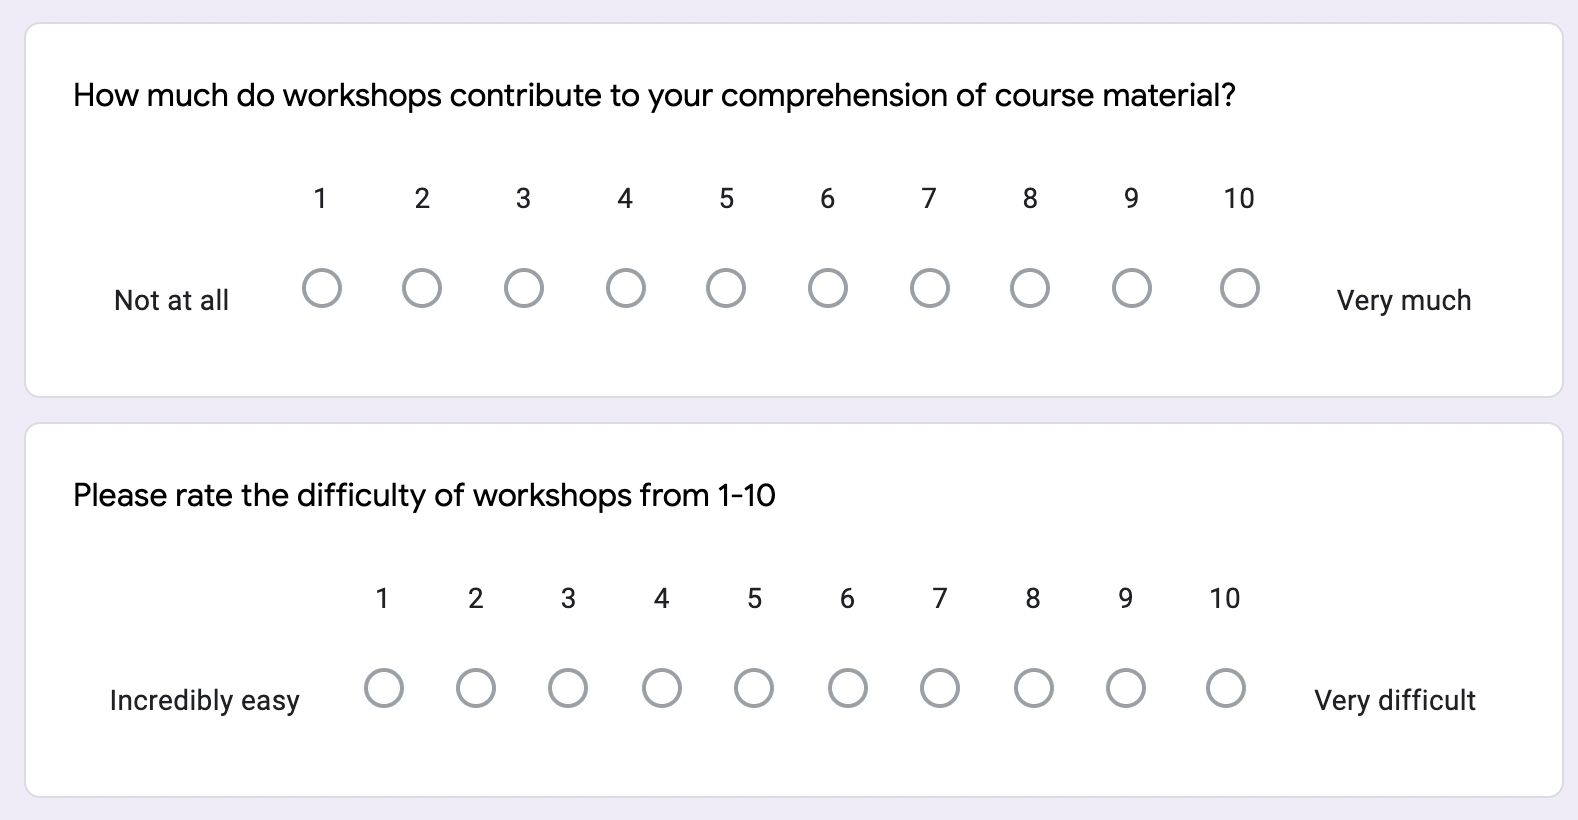 How much do workshops contribute to your comprehension of course material?
1 2 3 4 5 6 7 8 9 10
Not at all Very much
Please rate the difficulty of workshops from 1-10
1 2 3 4 5 6 7 8 9 10
Incredibly easy Very difficult